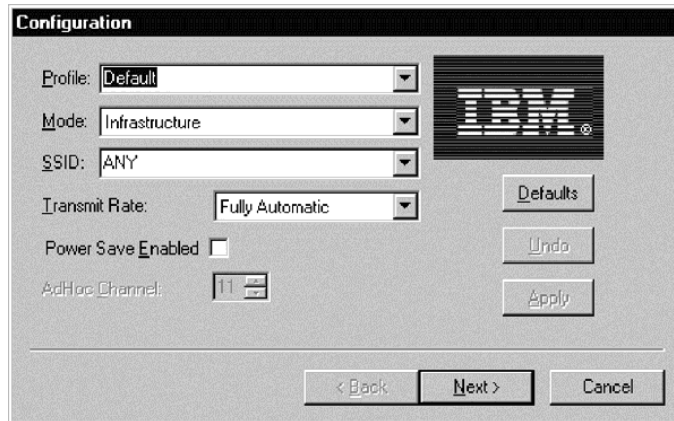 Configuration
Profile: Default
IBM®
Mode: Infrastructure
SSID: ANY
Defaults
Transmit Rate: Fully Automatic
Power Save Enabled
Undo
AdHoc Channel: 11
Apply
< Back Next > Cancel